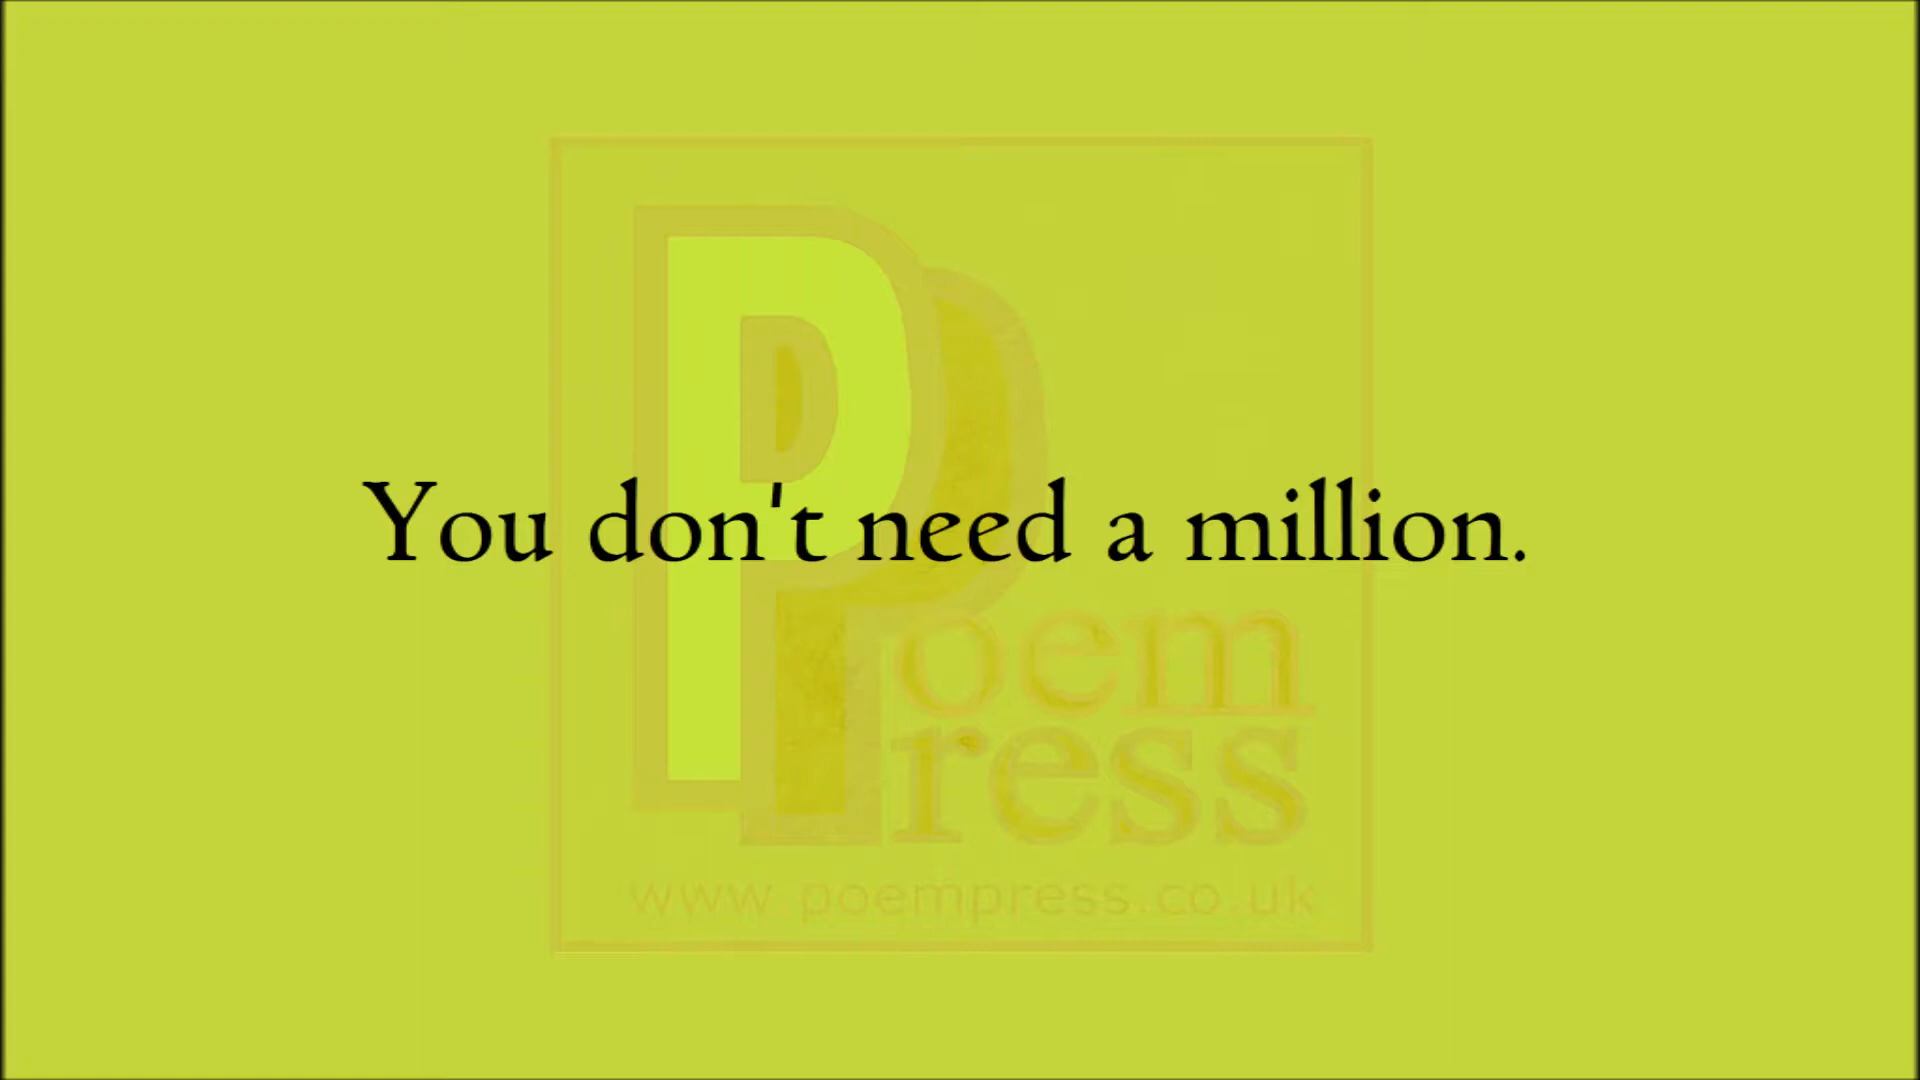 You don't need a million.
P
Poem
Press
www.poempress.co.uk